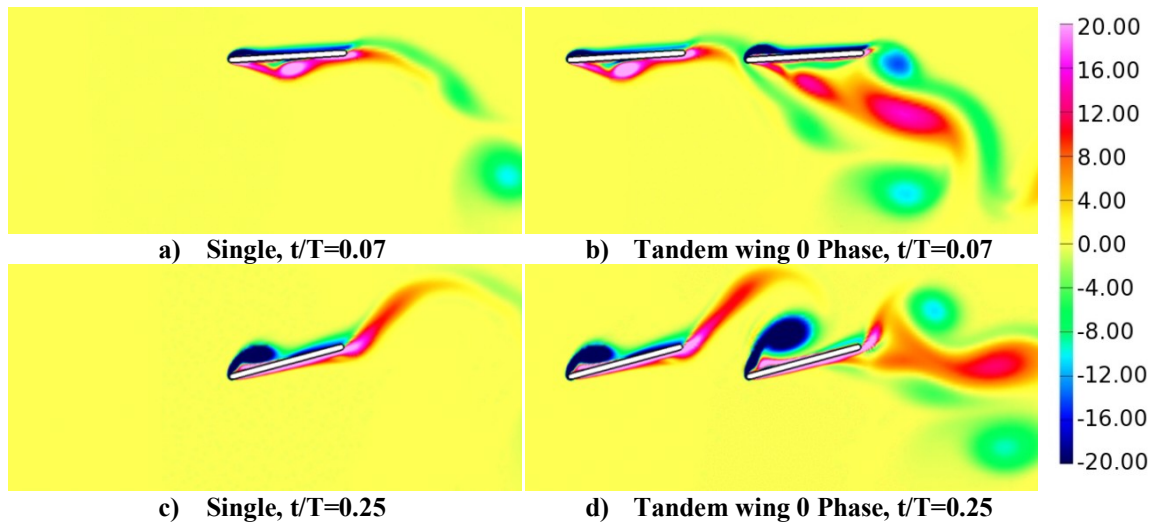 20.00
16.00
12.00
8.00
4.00
0.00
-4.00
-8.00
-12.00
-16.00
-20.00
a) Single, t/T=0.07
b) Tandem wing 0 Phase, t/T=0.07
c) Single, t/T=0.25
d) Tandem wing 0 Phase, t/T=0.25